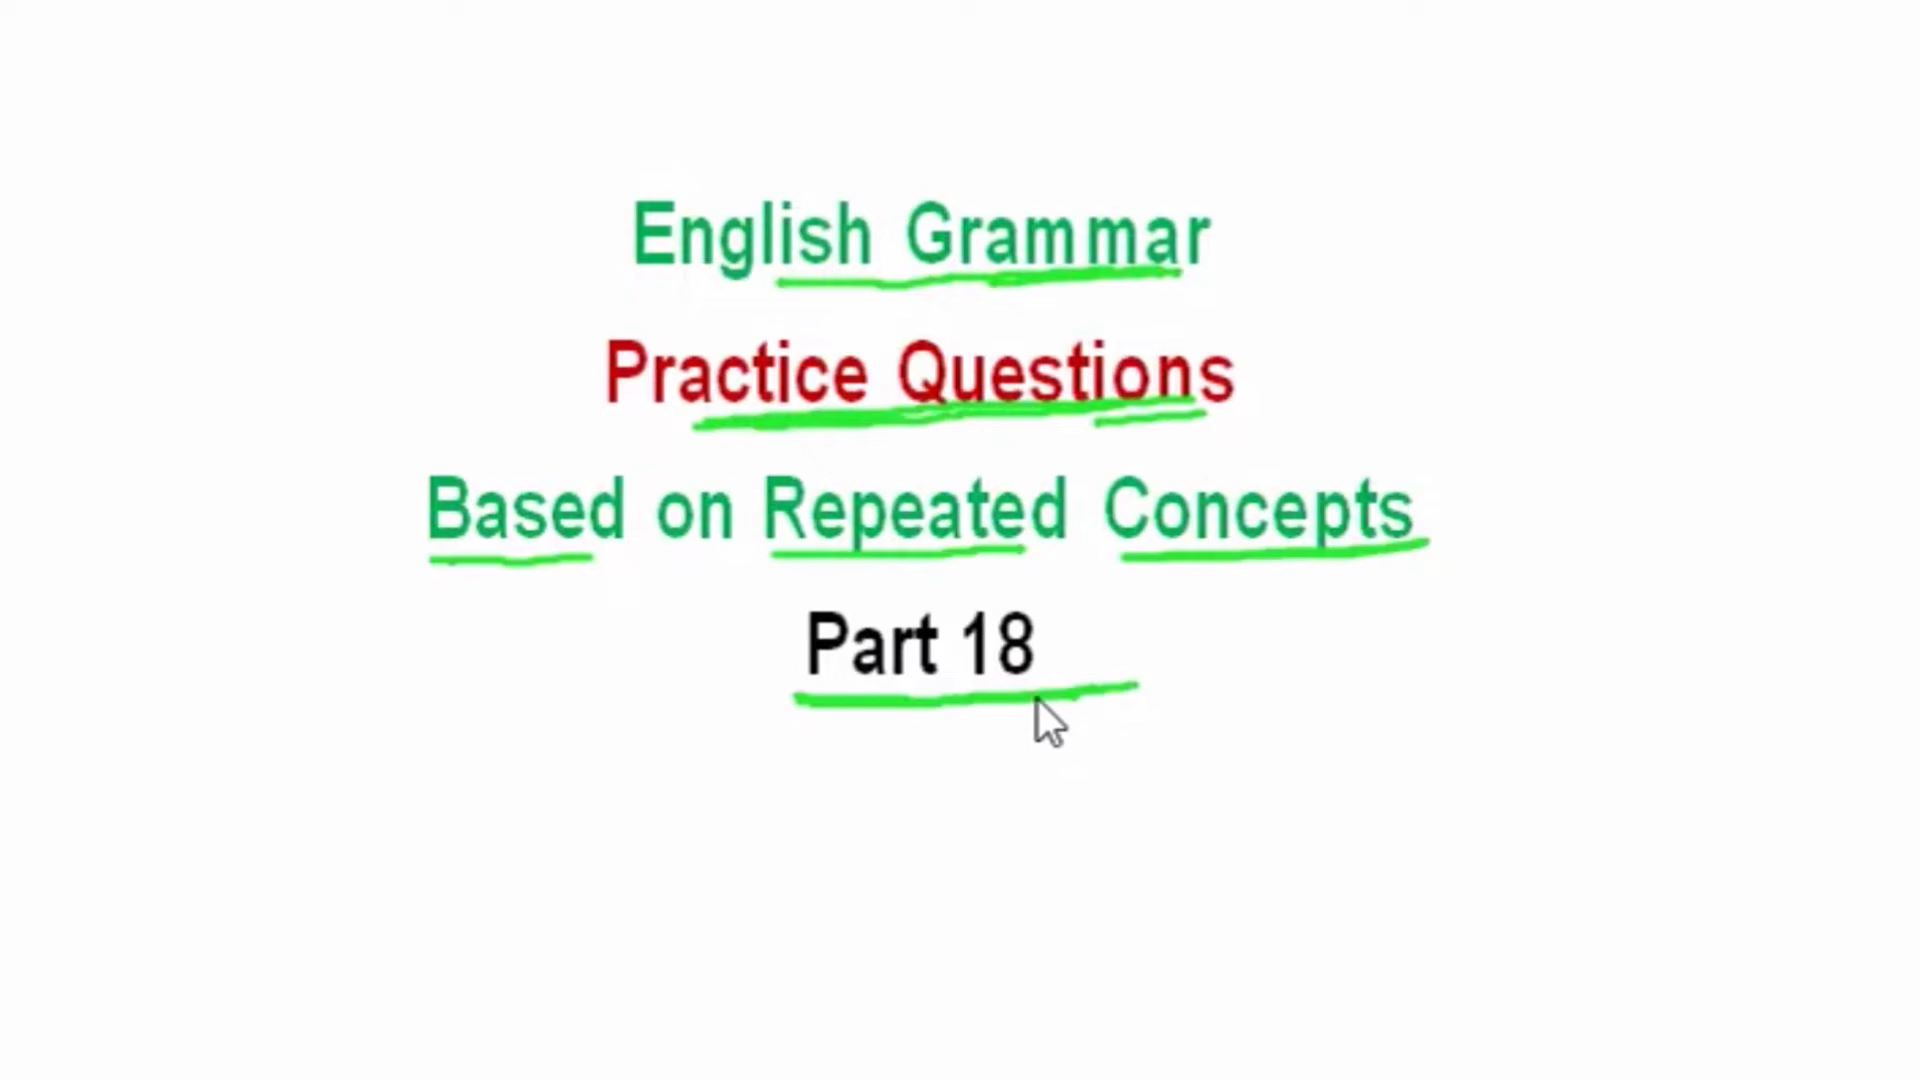 English Grammar
Practice Questions
Based on Repeated Concepts
Part 18